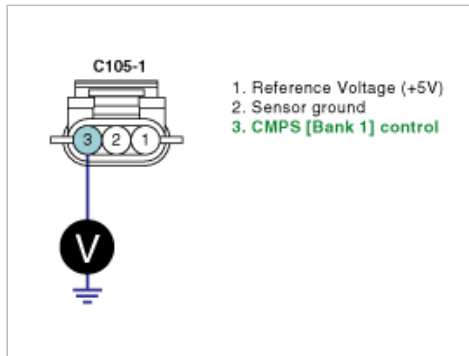 C105-1
1. Reference Voltage (+5V)
2. Sensor ground
3. CMPS [Bank 1] control
3 2 1
V